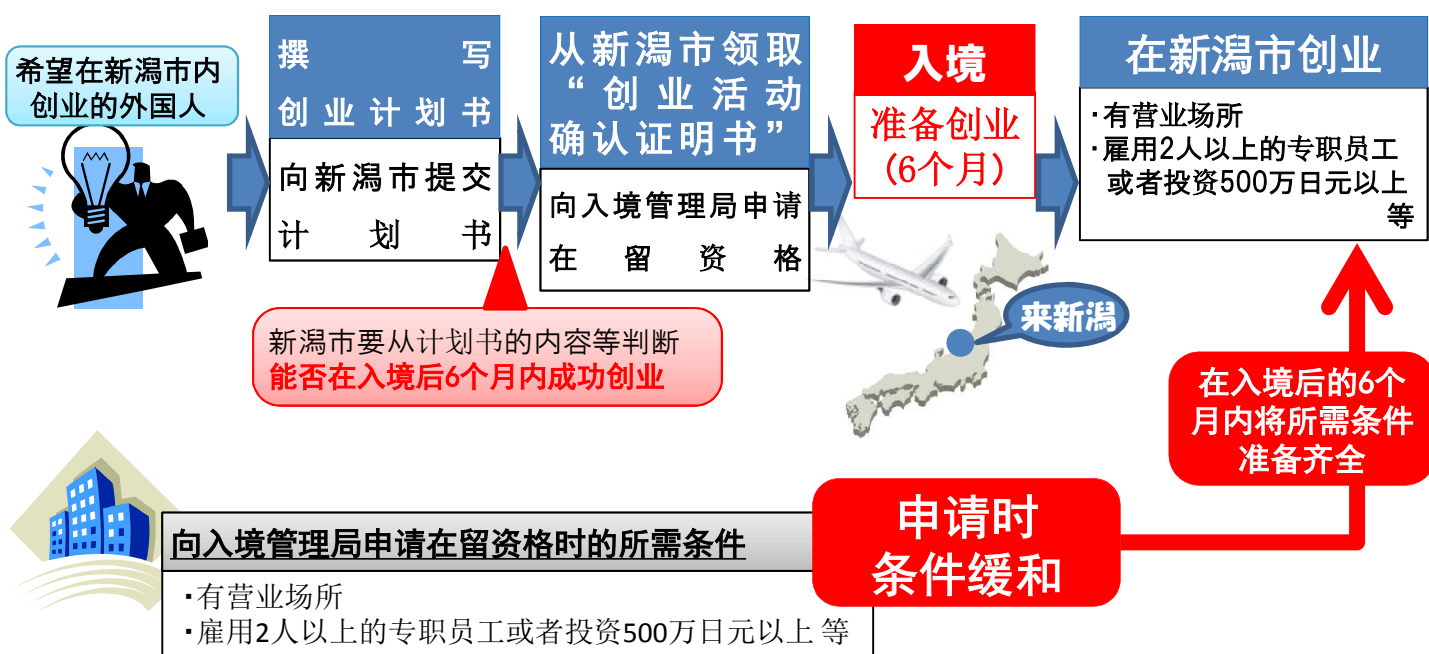 希望在新潟市内
创业的外国人
撰写
创业计划书
向新潟市提交
计划书
从新潟市领取
“创业活动
确认证明书”
向入境管理局申请
在留资格
入境
准备创业
(6个月)
在新潟市创业
·有营业场所
·雇用2人以上的专职员工
或者投资500万日元以上
等
新潟市要从计划书的内容等判断
能否在入境后6个月内成功创业
来新潟
在入境后的6个
月内将所需条件
准备齐全
申请时
条件缓和
向入境管理局申请在留资格时的所需条件
·有营业场所
·雇用2人以上的专职员工或者投资500万日元以上 等